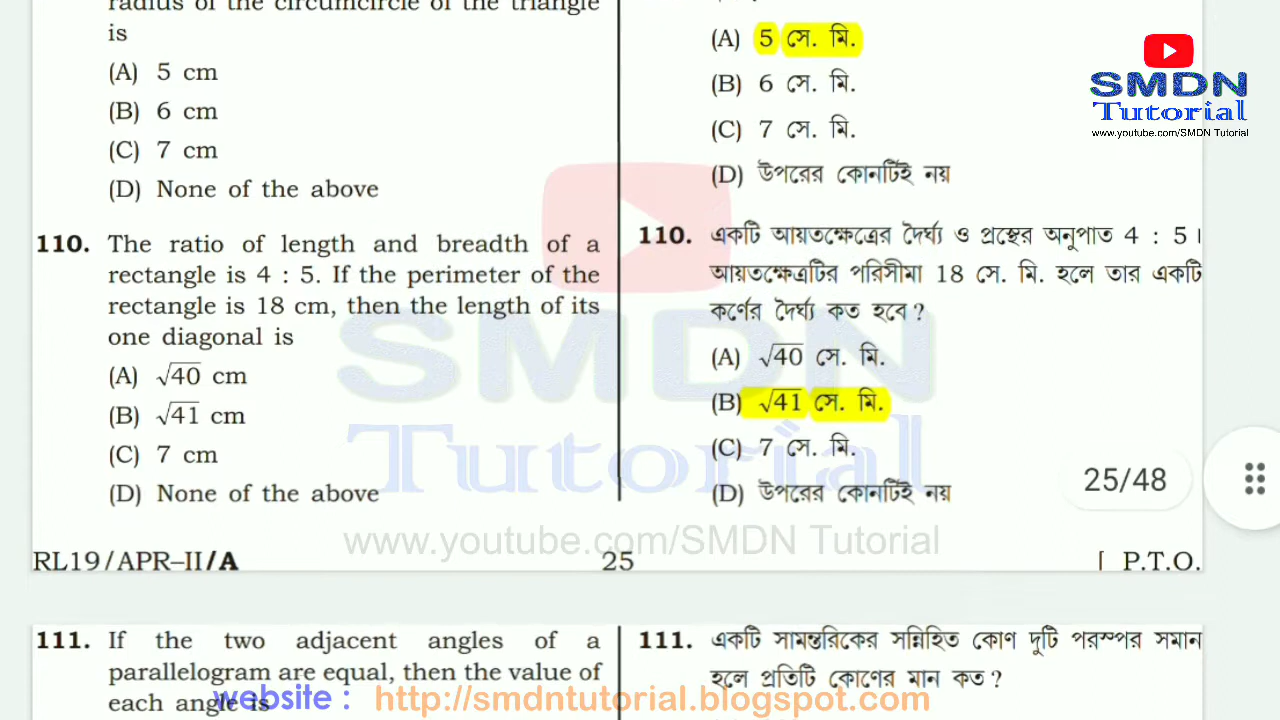 radius of the circumcircle of the triangle
is
(A) 5 cm
(B) 6 cm
(C) 7 cm
(D) None of the above
110. The ratio of length and breadth of a
rectangle is 4 : 5. If the perimeter of the
rectangle is 18 cm, then the length of its
one diagonal is
(A) √40 cm
(B) √41 cm
(C) 7 cm
(D) None of the above
(A) 5 সে. মি.
(B) 6 সে. মি.
(C) 7 সে. মি.
(D) উপরের কোনটিই নয়
110. একটি আয়তক্ষেত্রের দৈর্ঘ্য ও প্রস্থের অনুপাত 4 : 5।
আয়তক্ষেত্রটির পরিসীমা 18 সে. মি. হলে তার একটি
কর্ণের দৈর্ঘ্য কত হবে ?
(A) √40 সে. মি.
(B) √41 সে. মি.
(C) 7 সে. মি.
(D) উপরের কোনটিই নয়
SMDN
Tutorial
www.youtube.com/SMDN Tutorial
SMDN
Tutorial
www.youtube.com/SMDN Tutorial
25/48
RL19/APR–II/A
25
[ P.T.O.
111. If the two adjacent angles of a
parallelogram are equal, then the value of
each angle is
111. একটি সামন্তরিকের সন্নিহিত কোণ দুটি পরস্পর সমান
হলে প্রতিটি কোণের মান কত ?
website : http://smdntutorial.blogspot.com